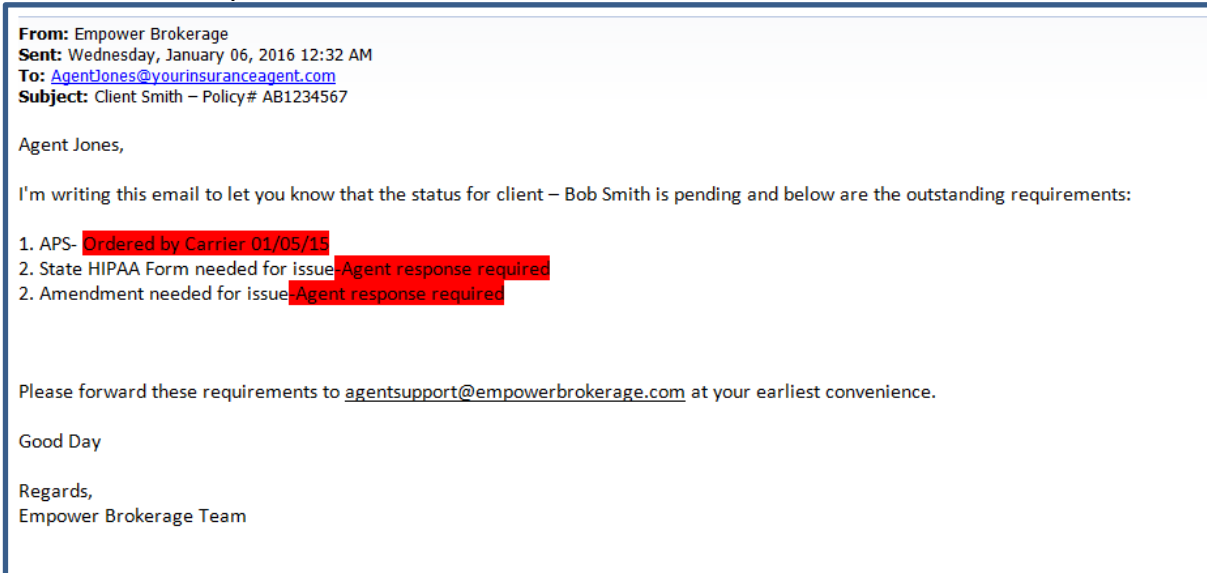 From: Empower Brokerage
Sent: Wednesday, January 06, 2016 12:32 AM
To: AgentJones@yourinsuranceagent.com
Subject: Client Smith – Policy# AB1234567
Agent Jones,
I'm writing this email to let you know that the status for client – Bob Smith is pending and below are the outstanding requirements:
1. APS- Ordered by Carrier 01/05/15
2. State HIPAA Form needed for issue-Agent response required
2. Amendment needed for issue-Agent response required
Please forward these requirements to agentsupport@empowerbrokerage.com at your earliest convenience.
Good Day
Regards,
Empower Brokerage Team